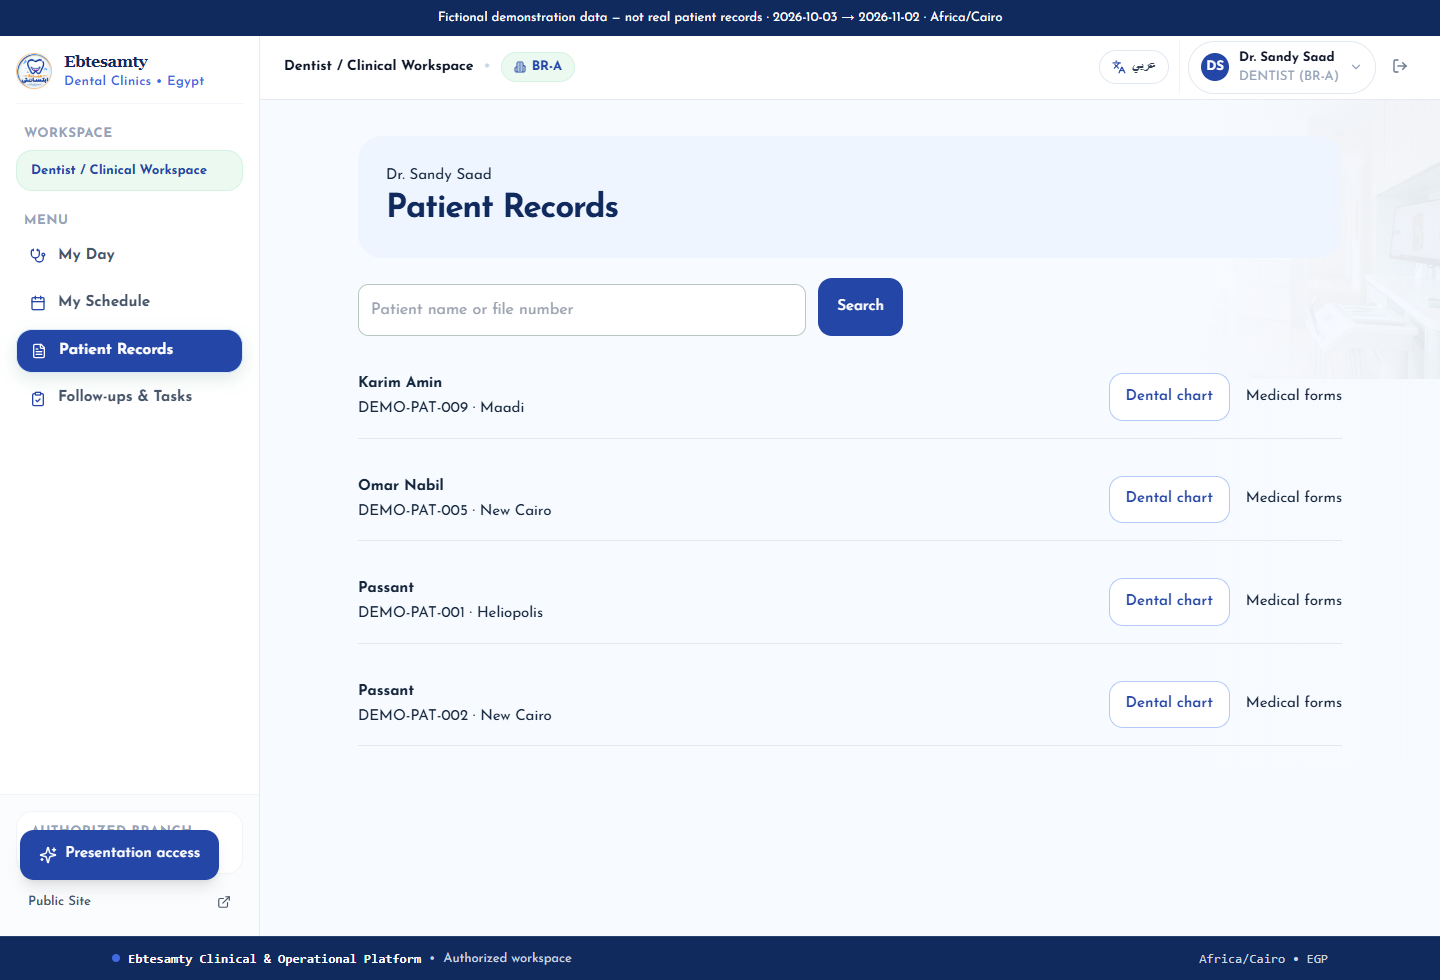 Fictional demonstration data — not real patient records · 2026-10-03 → 2026-11-02 · Africa/Cairo
Ebtesamty
Dental Clinics • Egypt
Dentist / Clinical Workspace • BR-A
عربي
DS
Dr. Sandy Saad
DENTIST (BR-A)
WORKSPACE
Dentist / Clinical Workspace
MENU
My Day
My Schedule
Patient Records
Follow-ups & Tasks
Dr. Sandy Saad
Patient Records
Patient name or file number
Search
Karim Amin
DEMO-PAT-009 · Maadi
Dental chart
Medical forms
Omar Nabil
DEMO-PAT-005 · New Cairo
Dental chart
Medical forms
Passant
DEMO-PAT-001 · Heliopolis
Dental chart
Medical forms
Passant
DEMO-PAT-002 · New Cairo
Dental chart
Medical forms
AUTHORIZED BRANCH
Presentation access
Public Site
Ebtesamty Clinical & Operational Platform • Authorized workspace
Africa/Cairo • EGP